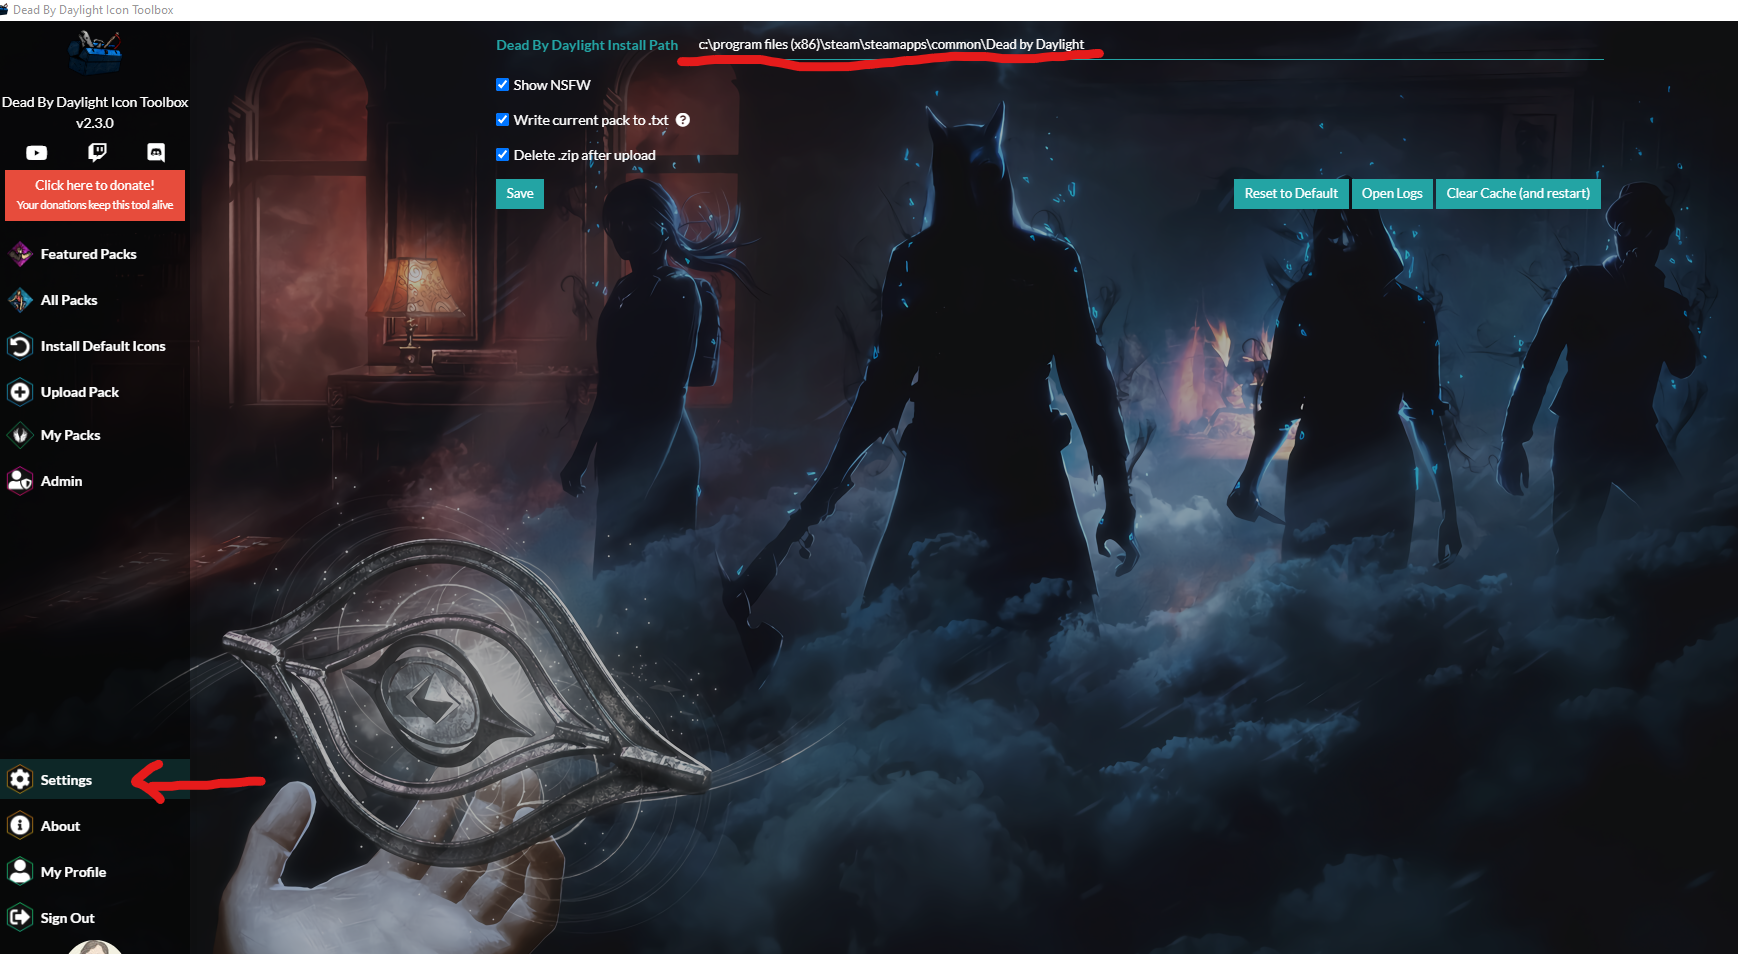 Dead By Daylight Icon Toolbox
Dead By Daylight Icon Toolbox
v2.3.0
Click here to donate!
Your donations keep this tool alive
Featured Packs
All Packs
Install Default Icons
Upload Pack
My Packs
Admin
Settings
About
My Profile
Sign Out
Dead By Daylight Install Path c:\program files (x86)\steam\steamapps\common\Dead by Daylight
Show NSFW
Write current pack to .txt ?
Delete .zip after upload
Save Reset to Default Open Logs Clear Cache (and restart)